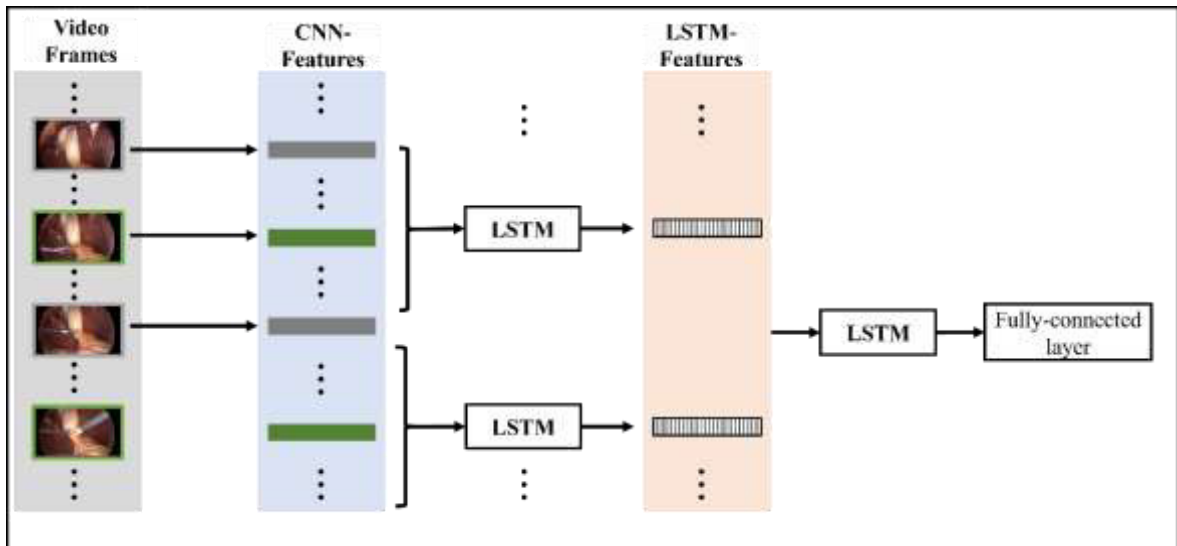 Video
Frames
CNN-
Features
LSTM-
Features
LSTM
LSTM
LSTM
Fully-connected
layer